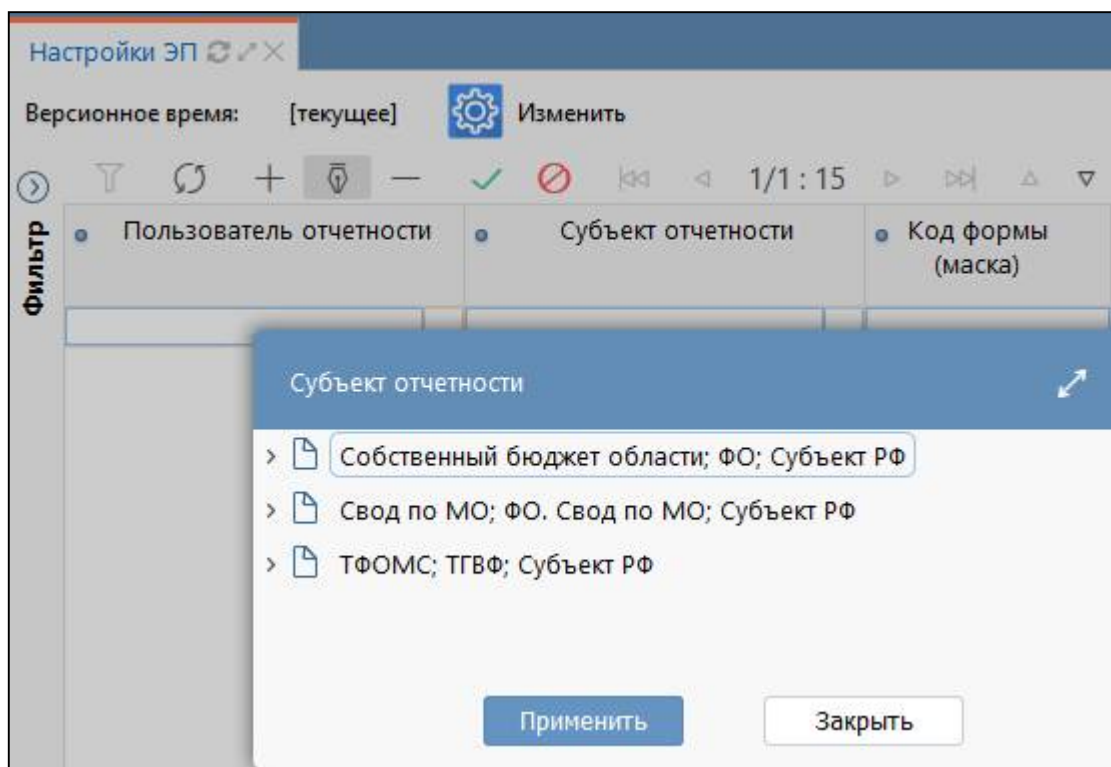 Настройки ЭП
Версионное время: [текущее] Изменить
1/1 : 15
Фильтр
Пользователь отчетности Субъект отчетности Код формы
(маска)
Субъект отчетности
Собственный бюджет области; ФО; Субъект РФ
Свод по МО; ФО. Свод по МО; Субъект РФ
ТФОМС; ТГВФ; Субъект РФ
Применить Закрыть